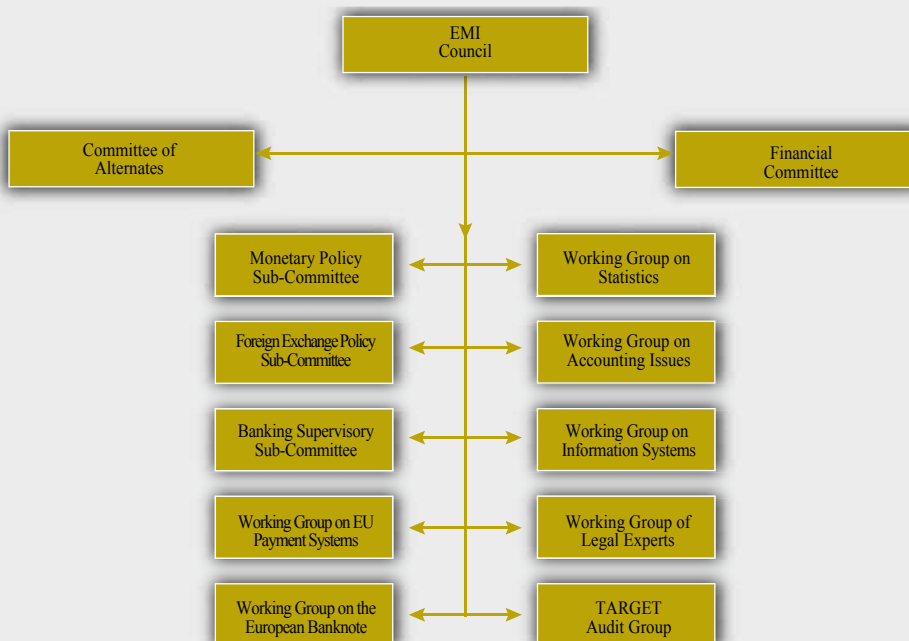 EMI
Council
Committee of
Alternates
Financial
Committee
Monetary Policy
Sub-Committee
Working Group on
Statistics
Foreign Exchange Policy
Sub-Committee
Working Group on
Accounting Issues
Banking Supervisory
Sub-Committee
Working Group on
Information Systems
Working Group on EU
Payment Systems
Working Group of
Legal Experts
Working Group on the
European Banknote
TARGET
Audit Group